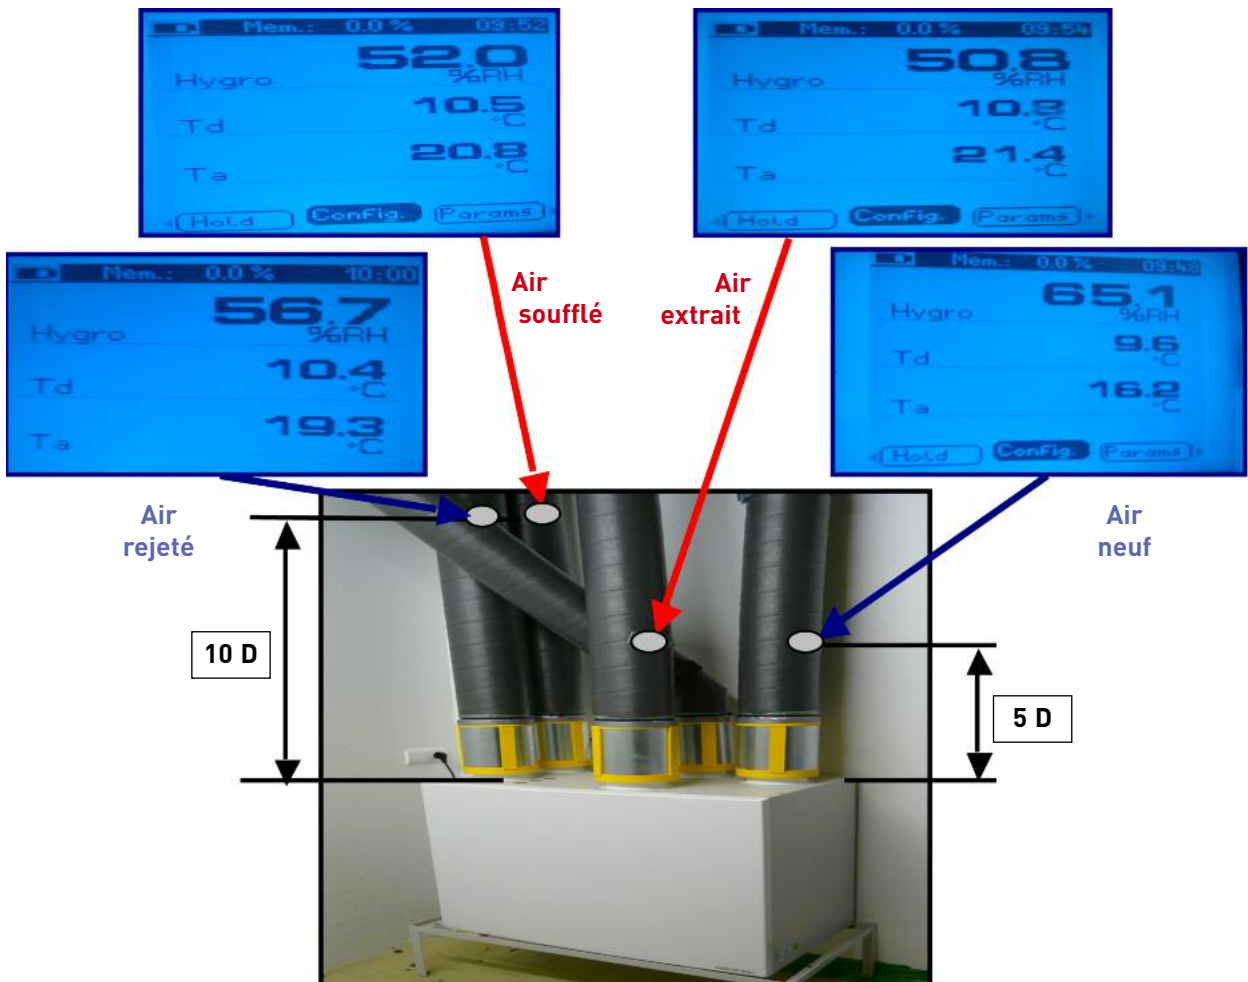 Mem.: 0.0 % 09:52
52.0
Hygro %RH
10.5
Td °C
20.8
Ta °C
Hold Config. Params
Mem.: 0.0 % 09:54
50.8
Hygro %RH
10.8
Td °C
21.4
Ta °C
Hold Config. Params
Mem.: 0.0 % 10:00
56.7
Hygro %RH
10.4
Td °C
19.3
Ta °C
Mem.: 0.0 % 09:48
65.1
Hygro %RH
9.6
Td °C
16.2
Ta °C
Hold Config. Params
Air
soufflé
Air
extrait
Air
rejeté
Air
neuf
10 D
5 D